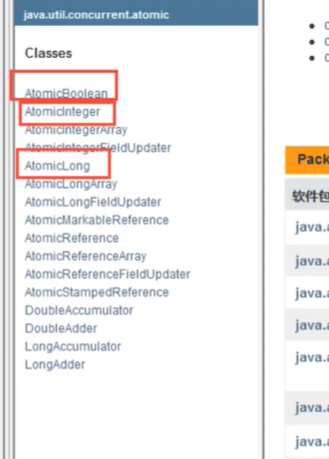 java.util.concurrent.atomic
Classes
AtomicBoolean
AtomicInteger
AtomicIntegerArray
AtomicIntegerFieldUpdater
AtomicLong
AtomicLongArray
AtomicLongFieldUpdater
AtomicMarkableReference
AtomicReference
AtomicReferenceArray
AtomicReferenceFieldUpdater
AtomicStampedReference
DoubleAccumulator
DoubleAdder
LongAccumulator
LongAdder
Pack
软件包
java.a
java.a
java.a
java.a
java.a
java.a
java.a